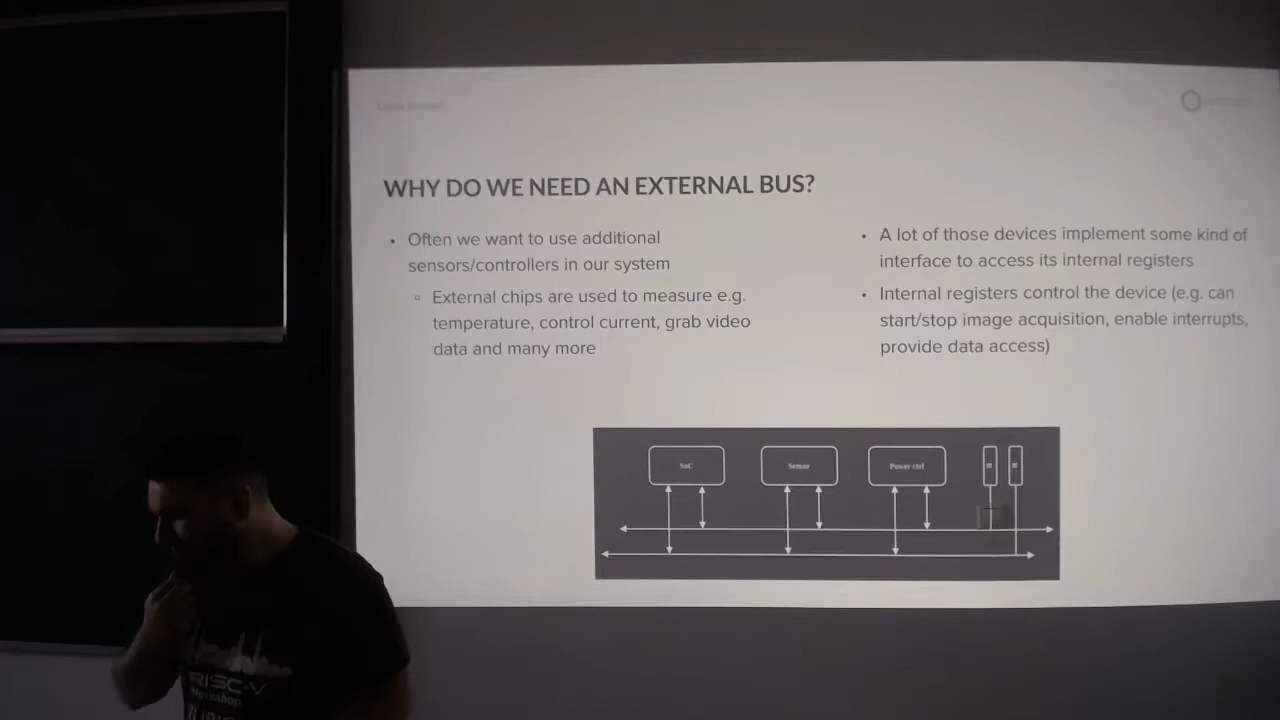 WHY DO WE NEED AN EXTERNAL BUS?
• Often we want to use additional
sensors/controllers in our system
▫ External chips are used to measure e.g.
temperature, control current, grab video
data and many more
• A lot of those devices implement some kind of
interface to access its internal registers
• Internal registers control the device (e.g. can
start/stop image acquisition, enable interrupts,
provide data access)
SoC
Sensor
Power ctrl
RISC-V
Workshop